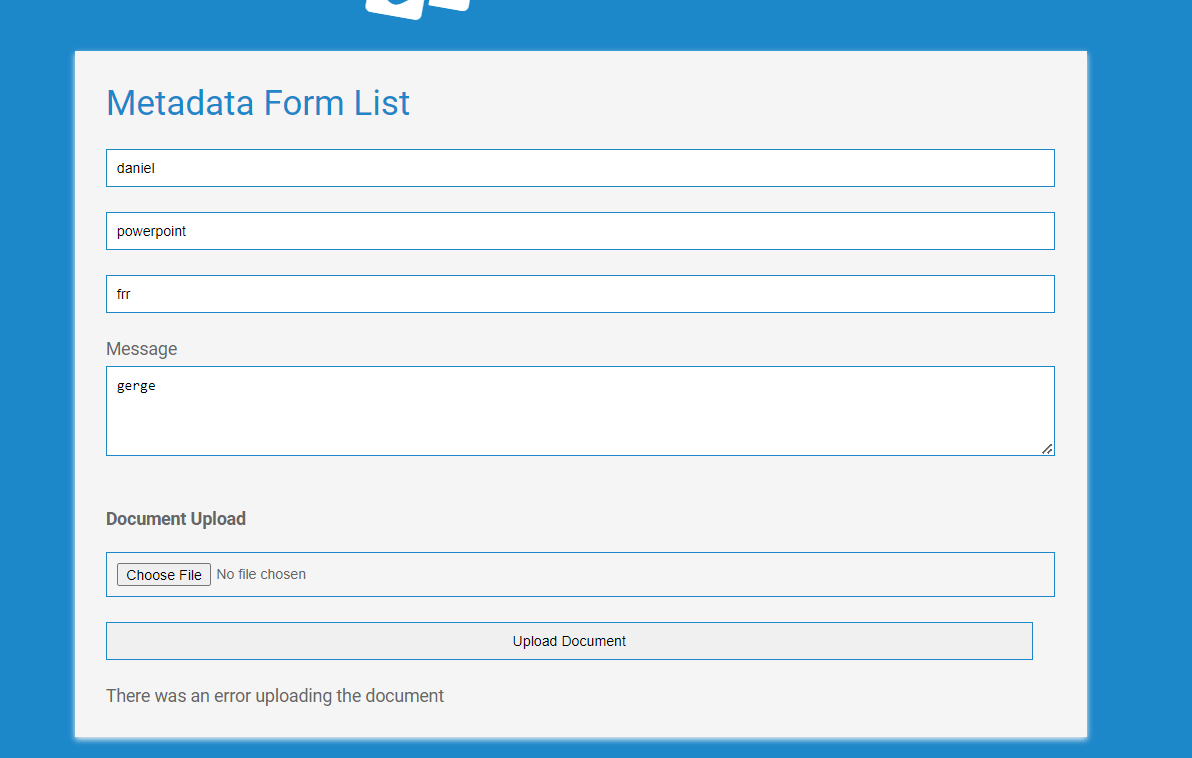 Metadata Form List
daniel
powerpoint
frr
Message
gerge
Document Upload
Choose File No file chosen
Upload Document
There was an error uploading the document